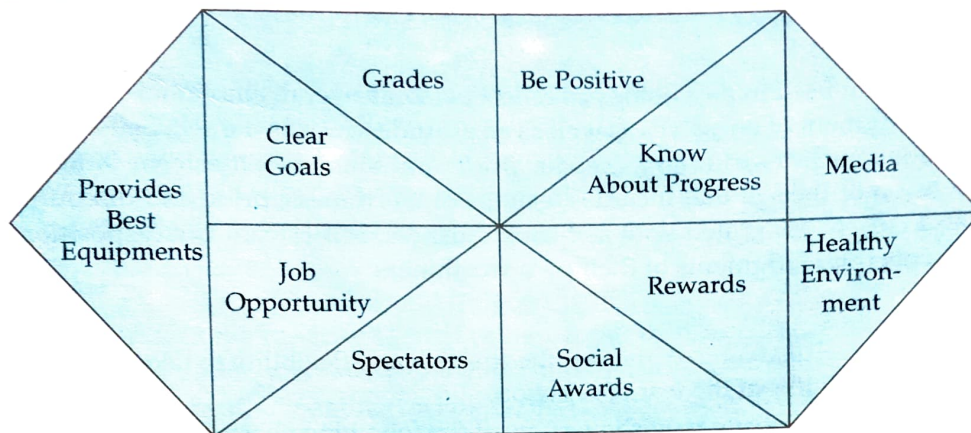 Grades
Be Positive
Clear
Goals
Know
About Progress
Media
Provides
Best
Equipments
Job
Opportunity
Rewards
Healthy
Environ-
ment
Spectators
Social
Awards